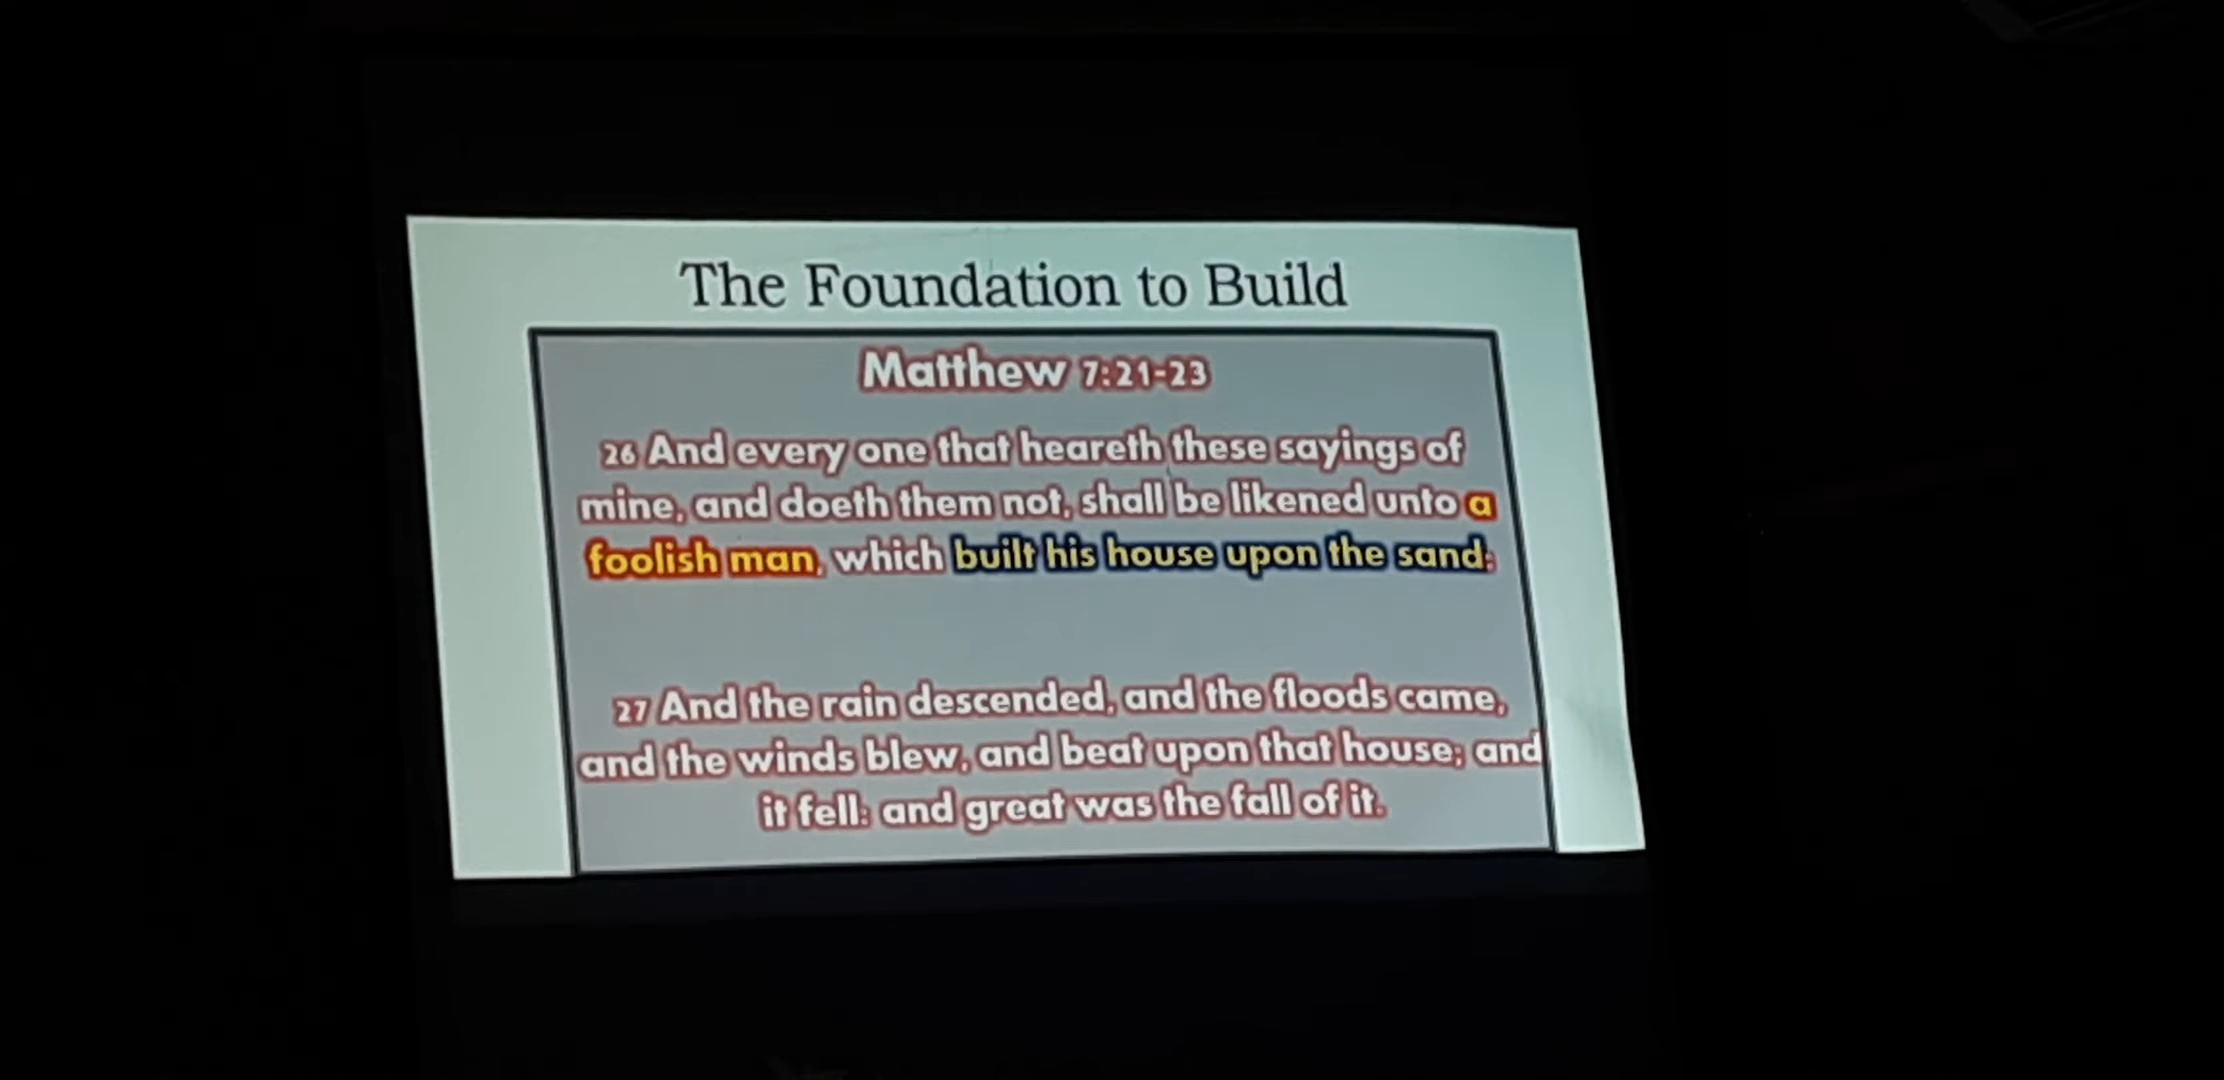 The Foundation to Build
Matthew 7:21-23
26 And every one that heareth these sayings of
mine, and doeth them not, shall be likened unto a
foolish man, which built his house upon the sand:
27 And the rain descended, and the floods came,
and the winds blew, and beat upon that house; and
it fell: and great was the fall of it.